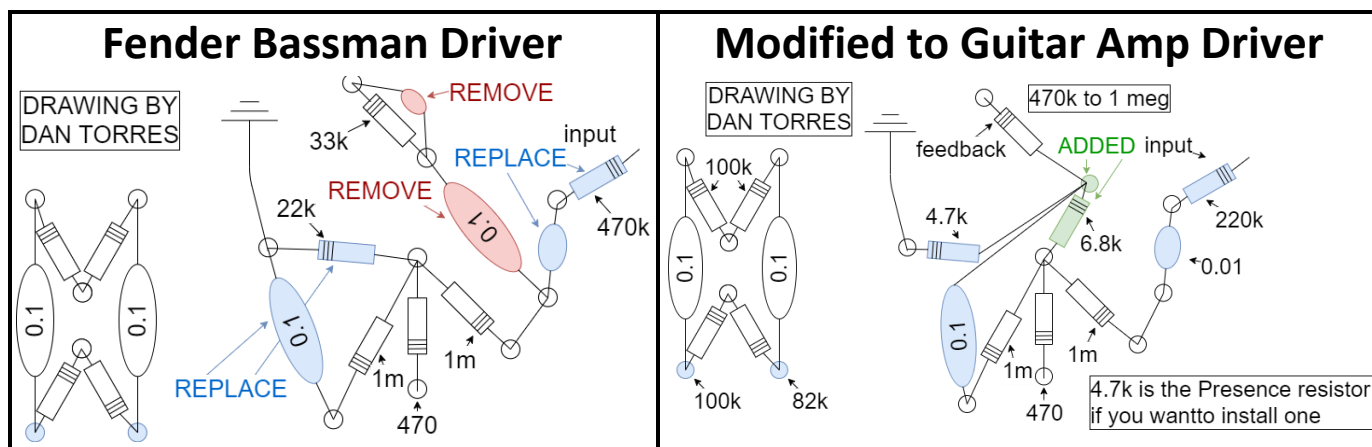 Fender Bassman Driver
DRAWING BY
DAN TORRES
REMOVE
33k
input
REPLACE
REMOVE
0.1
470k
22k
0.1
0.1
0.1
1m
1m
REPLACE
470
Modified to Guitar Amp Driver
DRAWING BY
DAN TORRES
470k to 1 meg
feedback
ADDED
input
100k
220k
4.7k
6.8k
0.01
0.1
0.1
0.1
1m
1m
100k
82k
470
4.7k is the Presence resistor
if you wantto install one